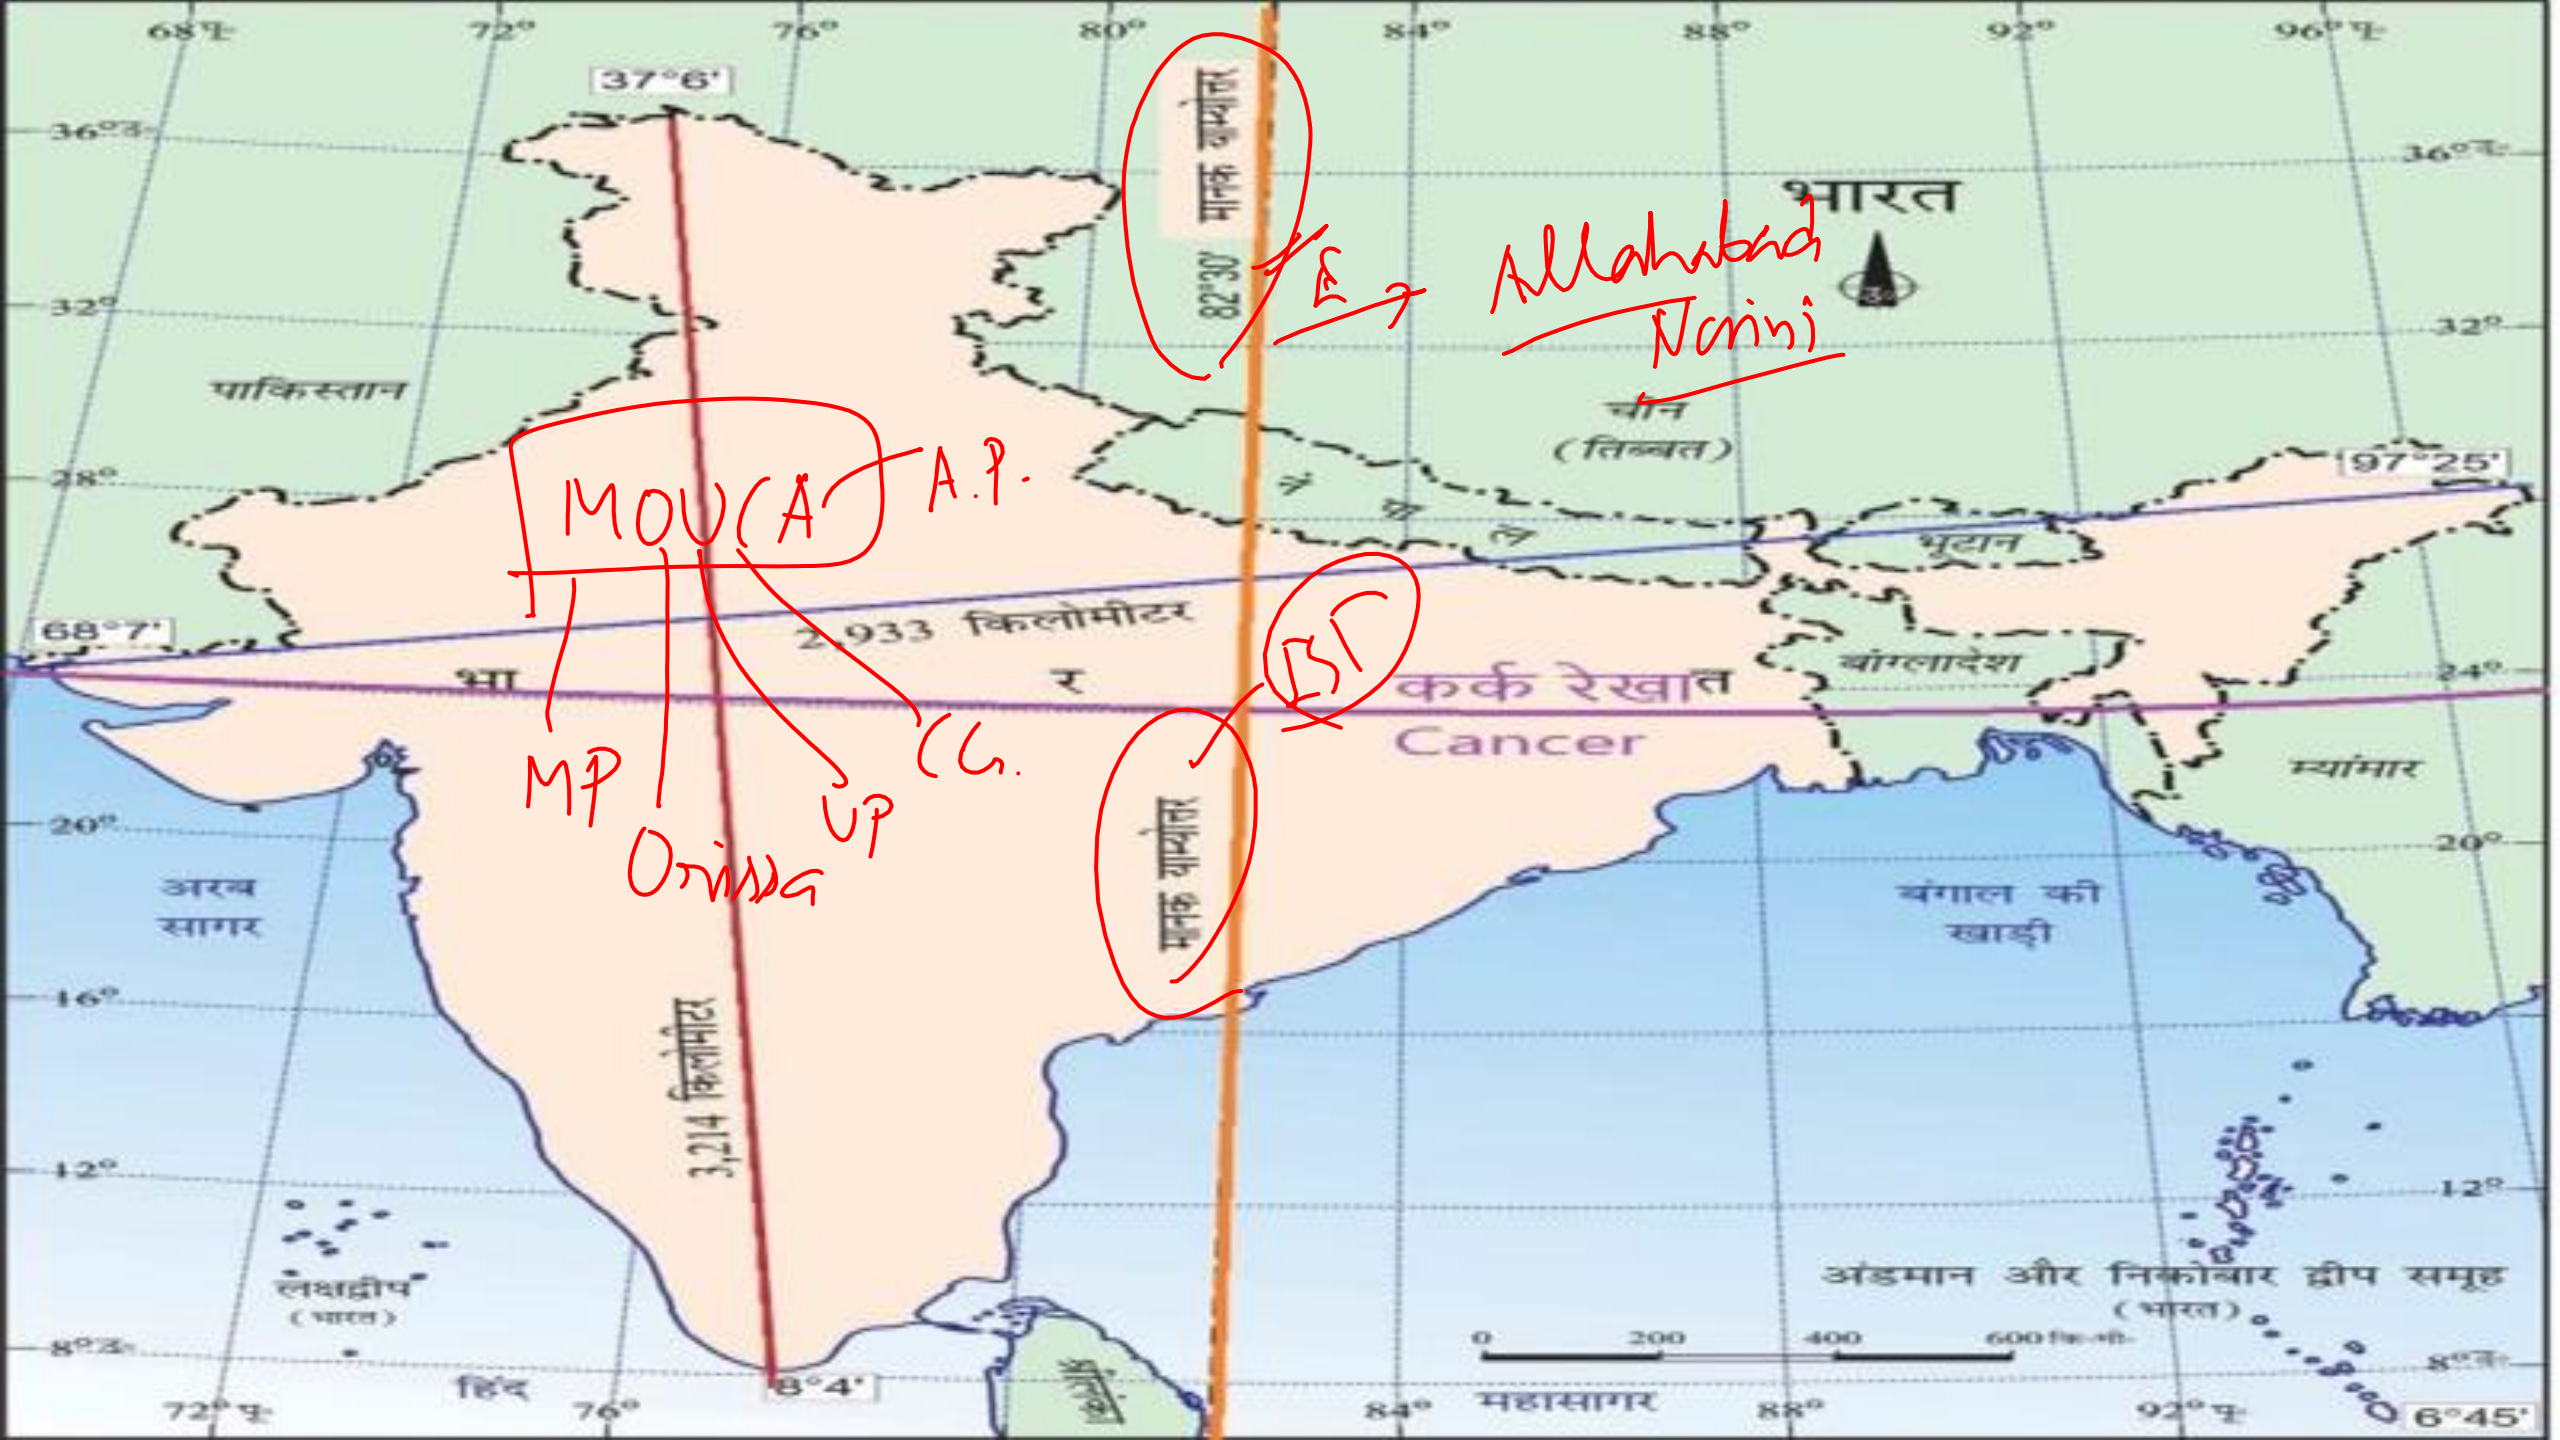 68° पू॰
72°
76°
80°
84°
88°
92°
96° पू॰
37°6'
36° उ॰
36° उ॰
मानक याम्योत्तर
82°30'
E
Allahabad
Naini
भारत
उ॰
32°
32°
पाकिस्तान
चीन
(तिब्बत)
28°
97°25'
MOUCA
A.P.
ने
पा
ल
भूटान
68°7'
2,933 किलोमीटर
IST
बांग्लादेश
भा
र
कर्क रेखा
त
24°
Cancer
MP
Orissa
UP
CG.
म्यांमार
मानक याम्योत्तर
20°
20°
अरब
सागर
बंगाल की
खाड़ी
16°
3,214 किलोमीटर
12°
12°
लक्षद्वीप
(भारत)
अंडमान और निकोबार द्वीप समूह
(भारत)
0 200 400 600 कि॰मी॰
8° उ॰
8° उ॰
8°4'
हिंद
महासागर
श्रीलंका
72° पू॰
76°
84°
88°
92° पू॰
6°45'